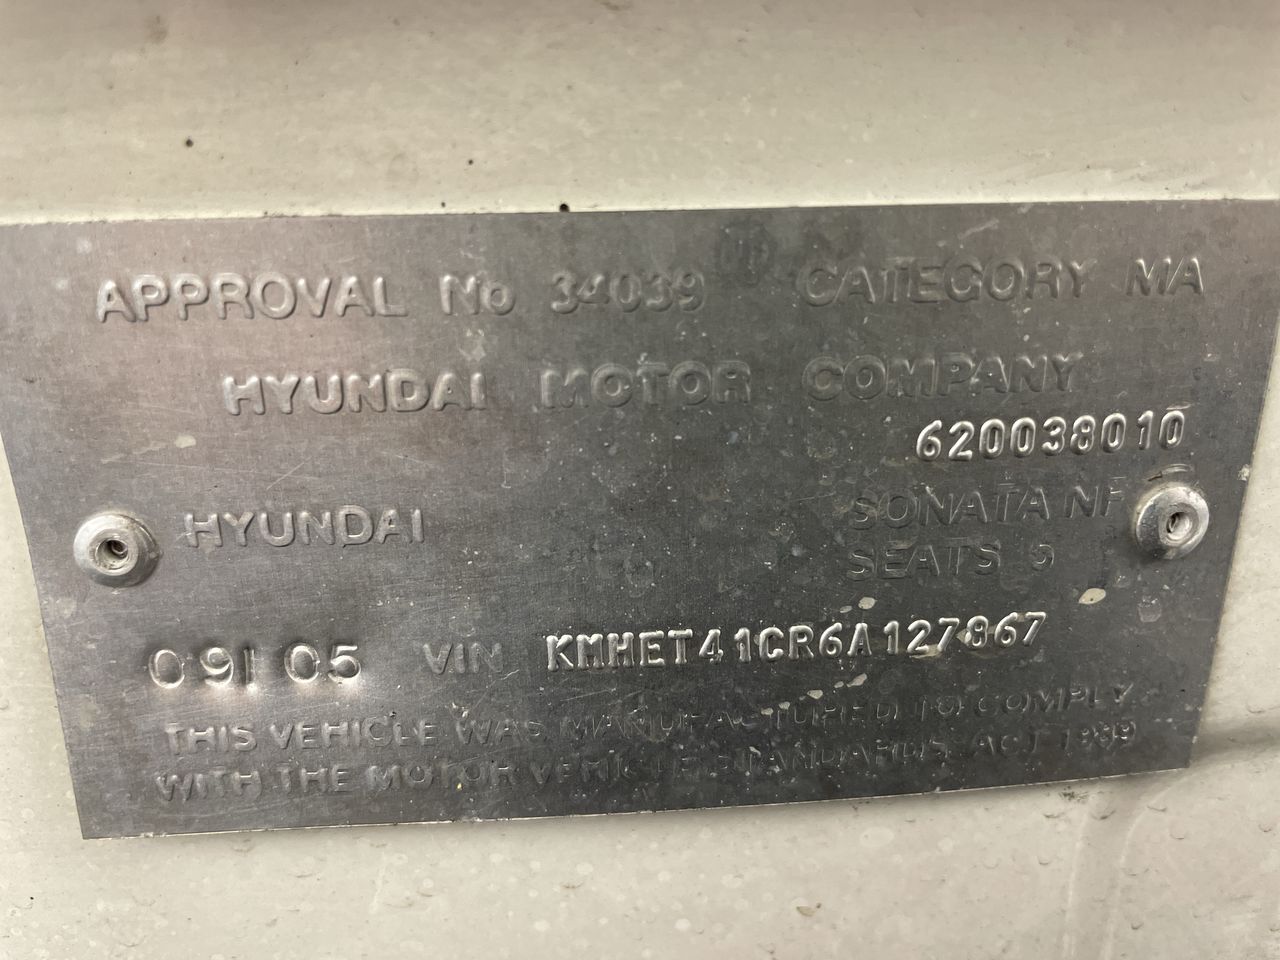 APPROVAL No 34039 CATEGORY MA
HYUNDAI MOTOR COMPANY
620038010
HYUNDAI SONATA NF
SEATS 5
09/05 VIN KMHET41CR6A127867
THIS VEHICLE WAS MANUFACTURED TO COMPLY
WITH THE MOTOR VEHICLE STANDARDS ACT 1989